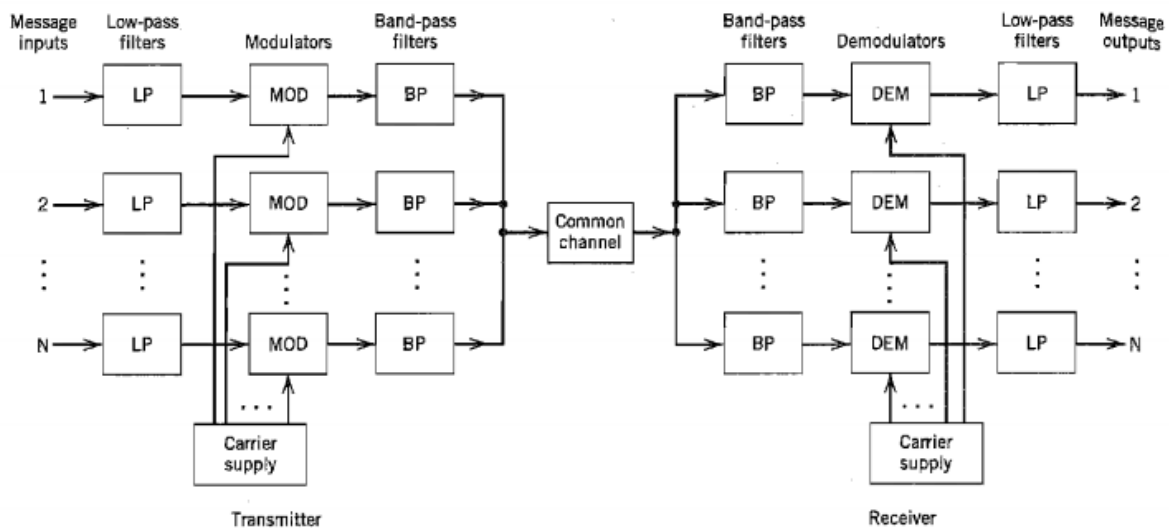 Message inputs
Low-pass filters
Modulators
Band-pass filters
Band-pass filters
Demodulators
Low-pass filters
Message outputs
1 LP MOD BP BP DEM LP 1
2 LP MOD BP BP DEM LP 2
Common channel
N LP MOD BP BP DEM LP N
Carrier supply
Carrier supply
Transmitter
Receiver